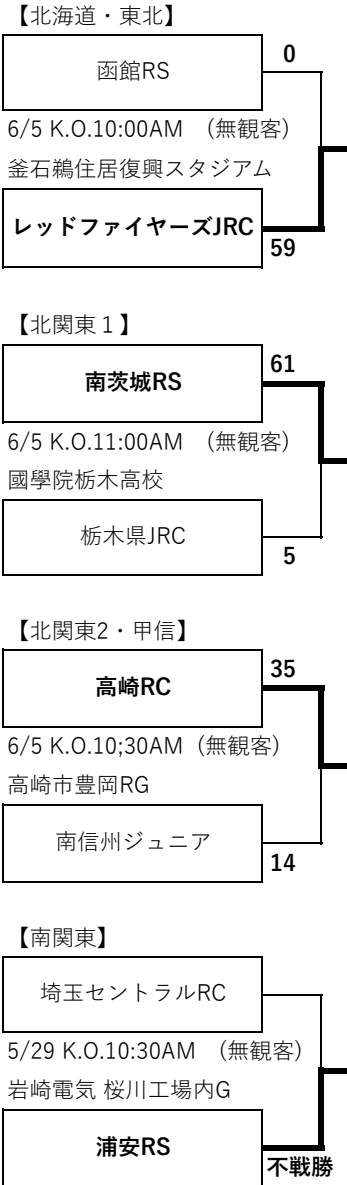 【北海道・東北】
函館RS
0
6/5 K.O.10:00AM （無観客）
釜石鵜住居復興スタジアム
レッドファイヤーズJRC
59
【北関東１】
南茨城RS
61
6/5 K.O.11:00AM （無観客）
國學院栃木高校
栃木県JRC
5
【北関東2・甲信】
高崎RC
35
6/5 K.O.10;30AM（無観客）
高崎市豊岡RG
南信州ジュニア
14
【南関東】
埼玉セントラルRC
5/29 K.O.10:30AM （無観客）
岩崎電気 桜川工場内G
浦安RS
不戦勝